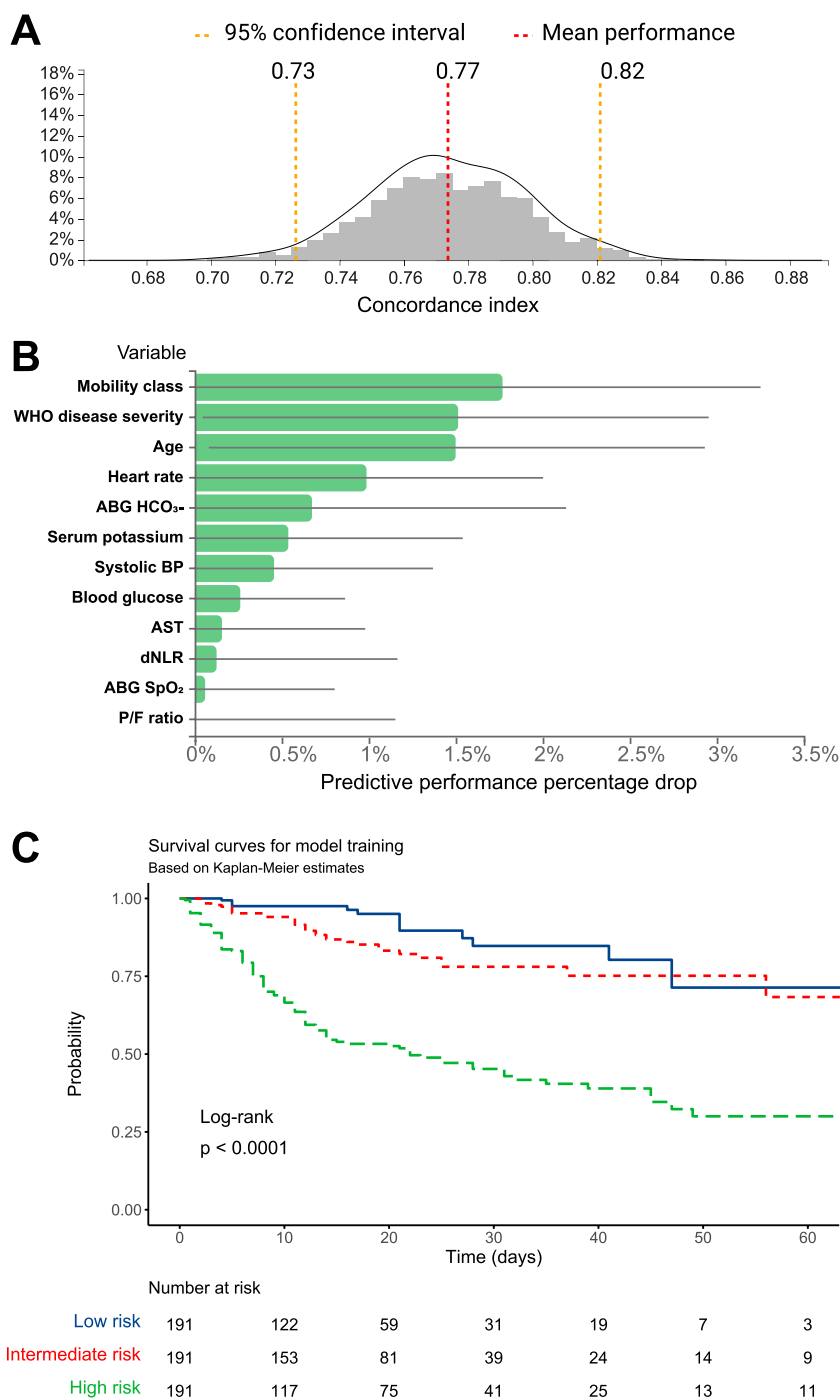 A
95% confidence interval
Mean performance
0.73
0.77
0.82
18%
16%
14%
12%
10%
8%
6%
4%
2%
0%
0.68 0.70 0.72 0.74 0.76 0.78 0.80 0.82 0.84 0.86 0.88
Concordance index
B
Variable
Mobility class
WHO disease severity
Age
Heart rate
ABG HCO₃-
Serum potassium
Systolic BP
Blood glucose
AST
dNLR
ABG SpO₂
P/F ratio
0% 0.5% 1% 1.5% 2% 2.5% 3% 3.5%
Predictive performance percentage drop
C
Survival curves for model training
Based on Kaplan-Meier estimates
1.00
0.75
0.50
0.25
0.00
Probability
Log-rank
p < 0.0001
0 10 20 30 40 50 60
Time (days)
Number at risk
Low risk 191 122 59 31 19 7 3
Intermediate risk 191 153 81 39 24 14 9
High risk 191 117 75 41 25 13 11